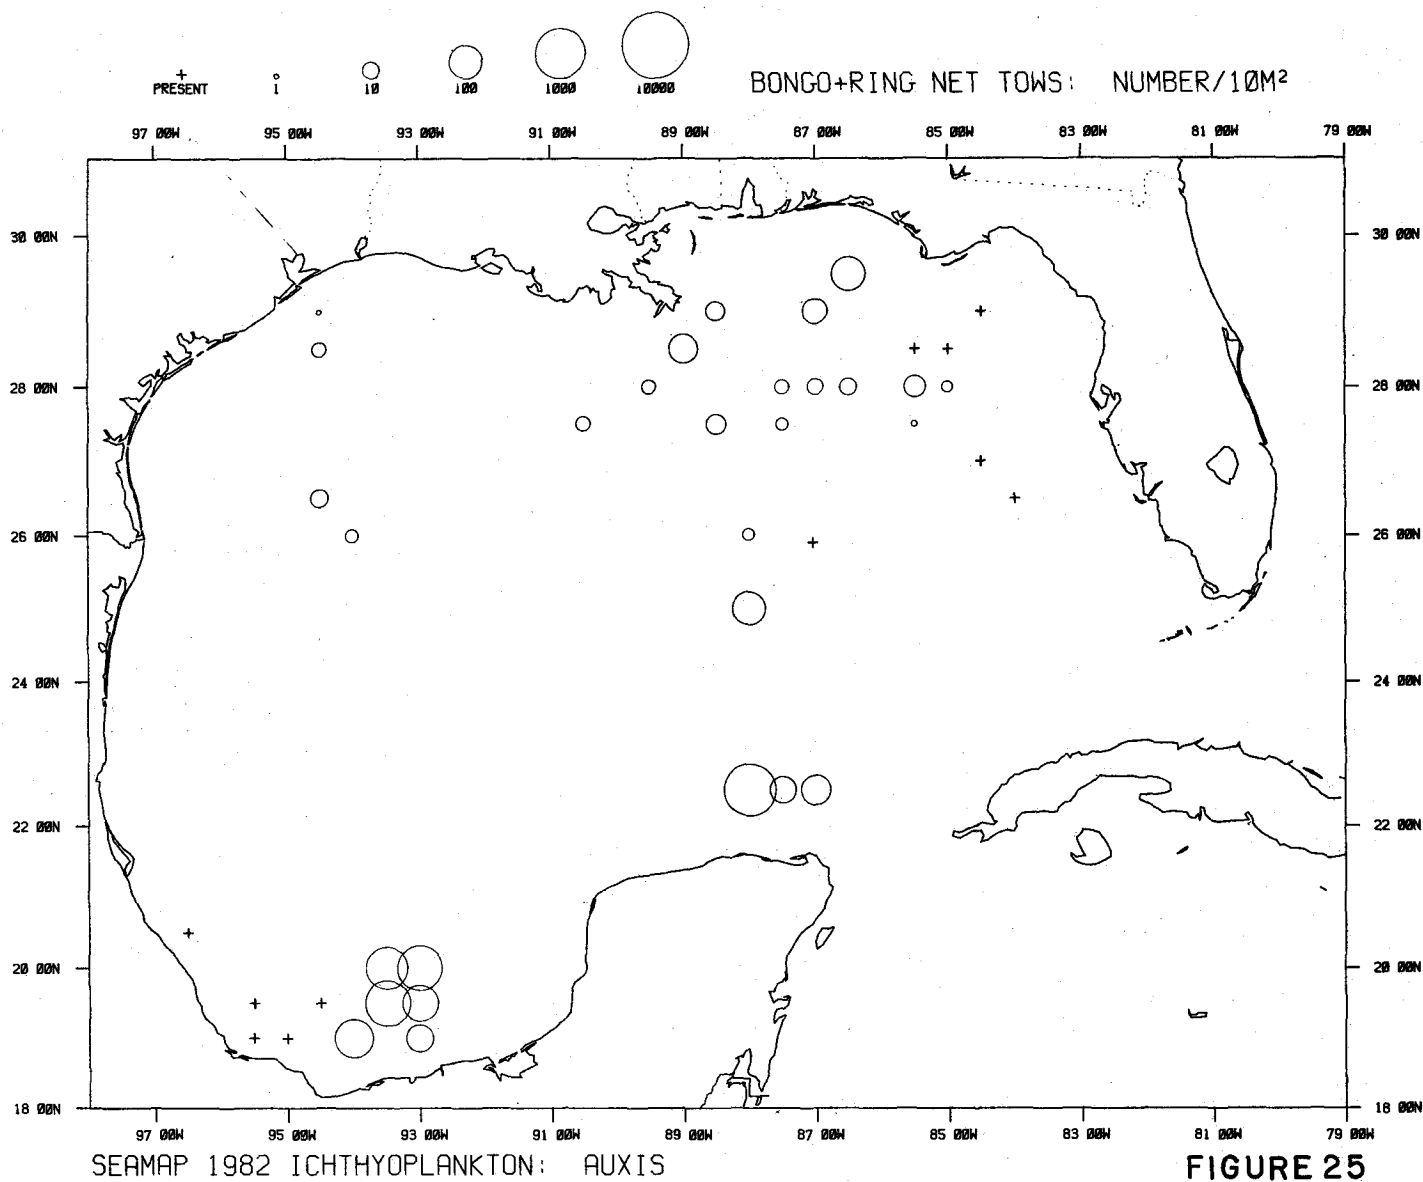 PRESENT 1 10 100 1000 10000
BONGO+RING NET TOWS: NUMBER/10M²
97 00W 95 00W 93 00W 91 00W 89 00W 87 00W 85 00W 83 00W 81 00W 79 00W
30 00N 30 00N
28 00N 28 00N
26 00N 26 00N
24 00N 24 00N
22 00N 22 00N
20 00N 20 00N
18 00N 18 00N
97 00W 95 00W 93 00W 91 00W 89 00W 87 00W 85 00W 83 00W 81 00W 79 00W
SEAMAP 1982 ICHTHYOPLANKTON: AUXIS
FIGURE 25